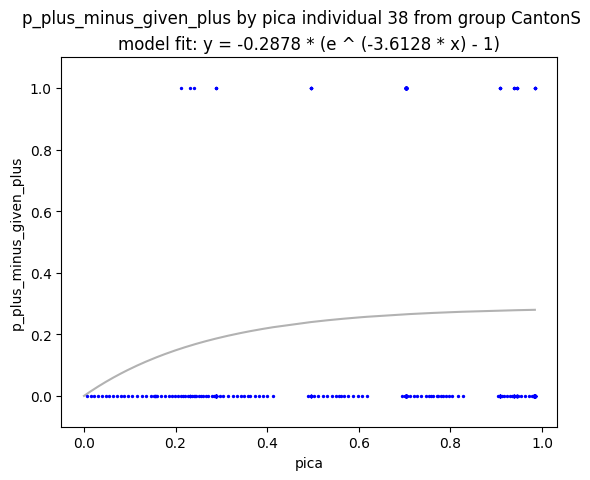 p_plus_minus_given_plus by pica individual 38 from group CantonS
model fit: y = -0.2878 * (e ^ (-3.6128 * x) - 1)
1.0
0.8
0.6
0.4
0.2
0.0
p_plus_minus_given_plus
0.0 0.2 0.4 0.6 0.8 1.0
pica